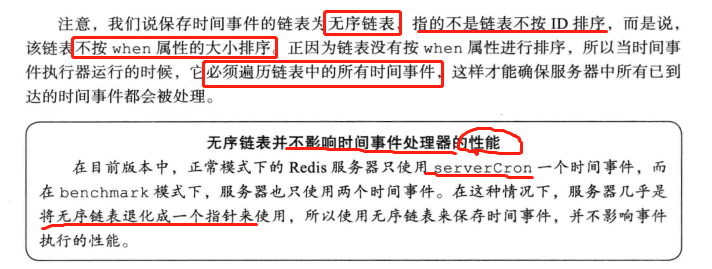 注意，我们说保存时间事件的链表为无序链表，指的不是链表不按 ID 排序，而是说，
该链表不按 when 属性的大小排序。正因为链表没有按 when 属性进行排序，所以当时间事
件执行器运行的时候，它必须遍历链表中的所有时间事件，这样才能确保服务器中所有已到
达的时间事件都会被处理。
无序链表并不影响时间事件处理器的性能
在目前版本中，正常模式下的 Redis 服务器只使用 serverCron 一个时间事件，而
在 benchmark 模式下，服务器也只使用两个时间事件。在这种情况下，服务器几乎是
将无序链表退化成一个指针来使用，所以使用无序链表来保存时间事件，并不影响事件
执行的性能。